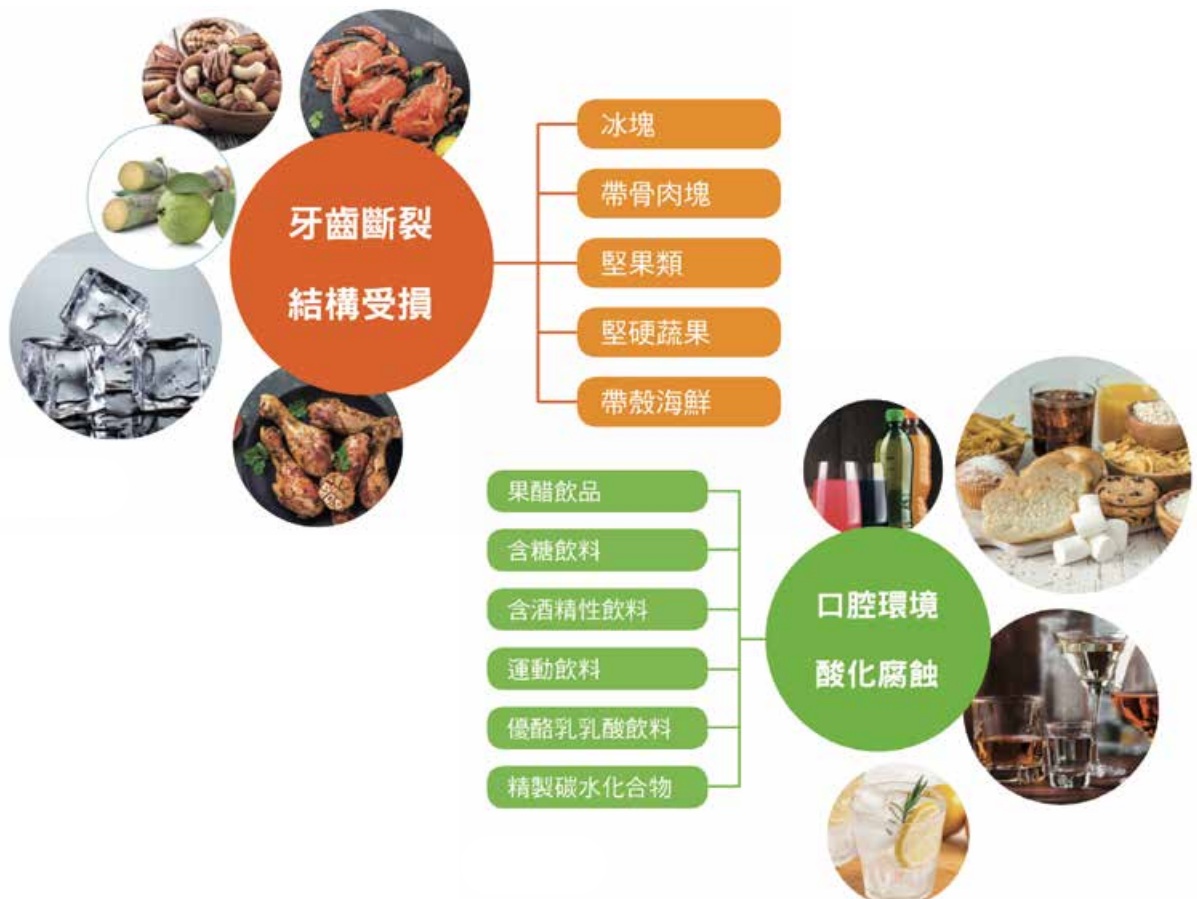 牙齒斷裂
結構受損
冰塊
帶骨肉塊
堅果類
堅硬蔬果
帶殼海鮮
果醋飲品
含糖飲料
含酒精性飲料
運動飲料
優酪乳乳酸飲料
精製碳水化合物
口腔環境
酸化腐蝕